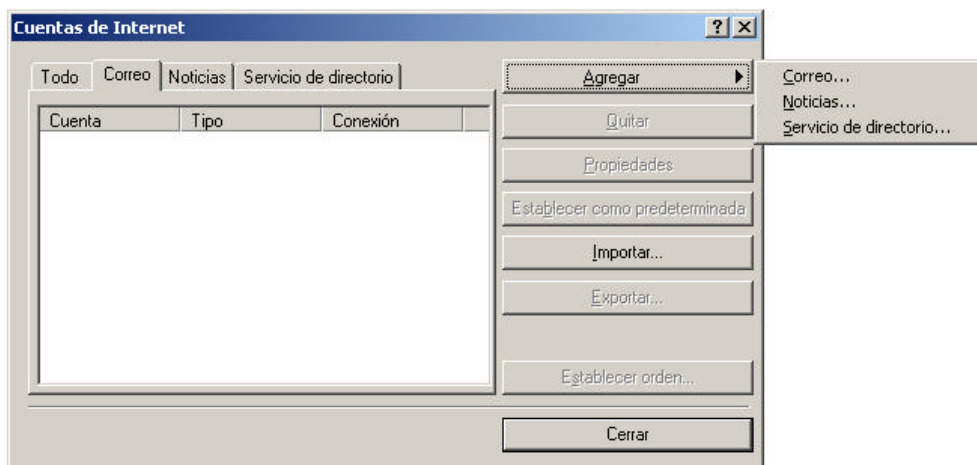 Cuentas de Internet
Todo Correo Noticias Servicio de directorio
Cuenta Tipo Conexión
Agregar
Quitar
Propiedades
Establecer como predeterminada
Importar...
Exportar...
Establecer orden...
Cerrar
Correo...
Noticias...
Servicio de directorio...